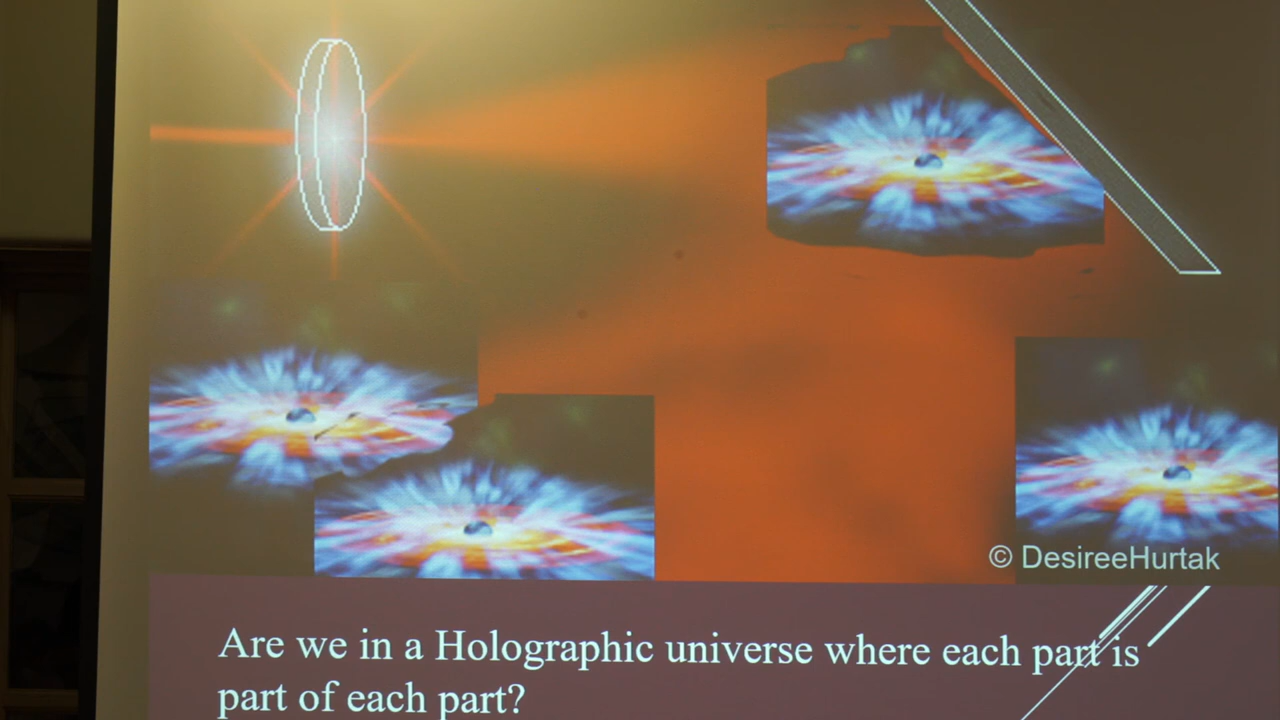 © DesireeHurtak
Are we in a Holographic universe where each part is
part of each part?